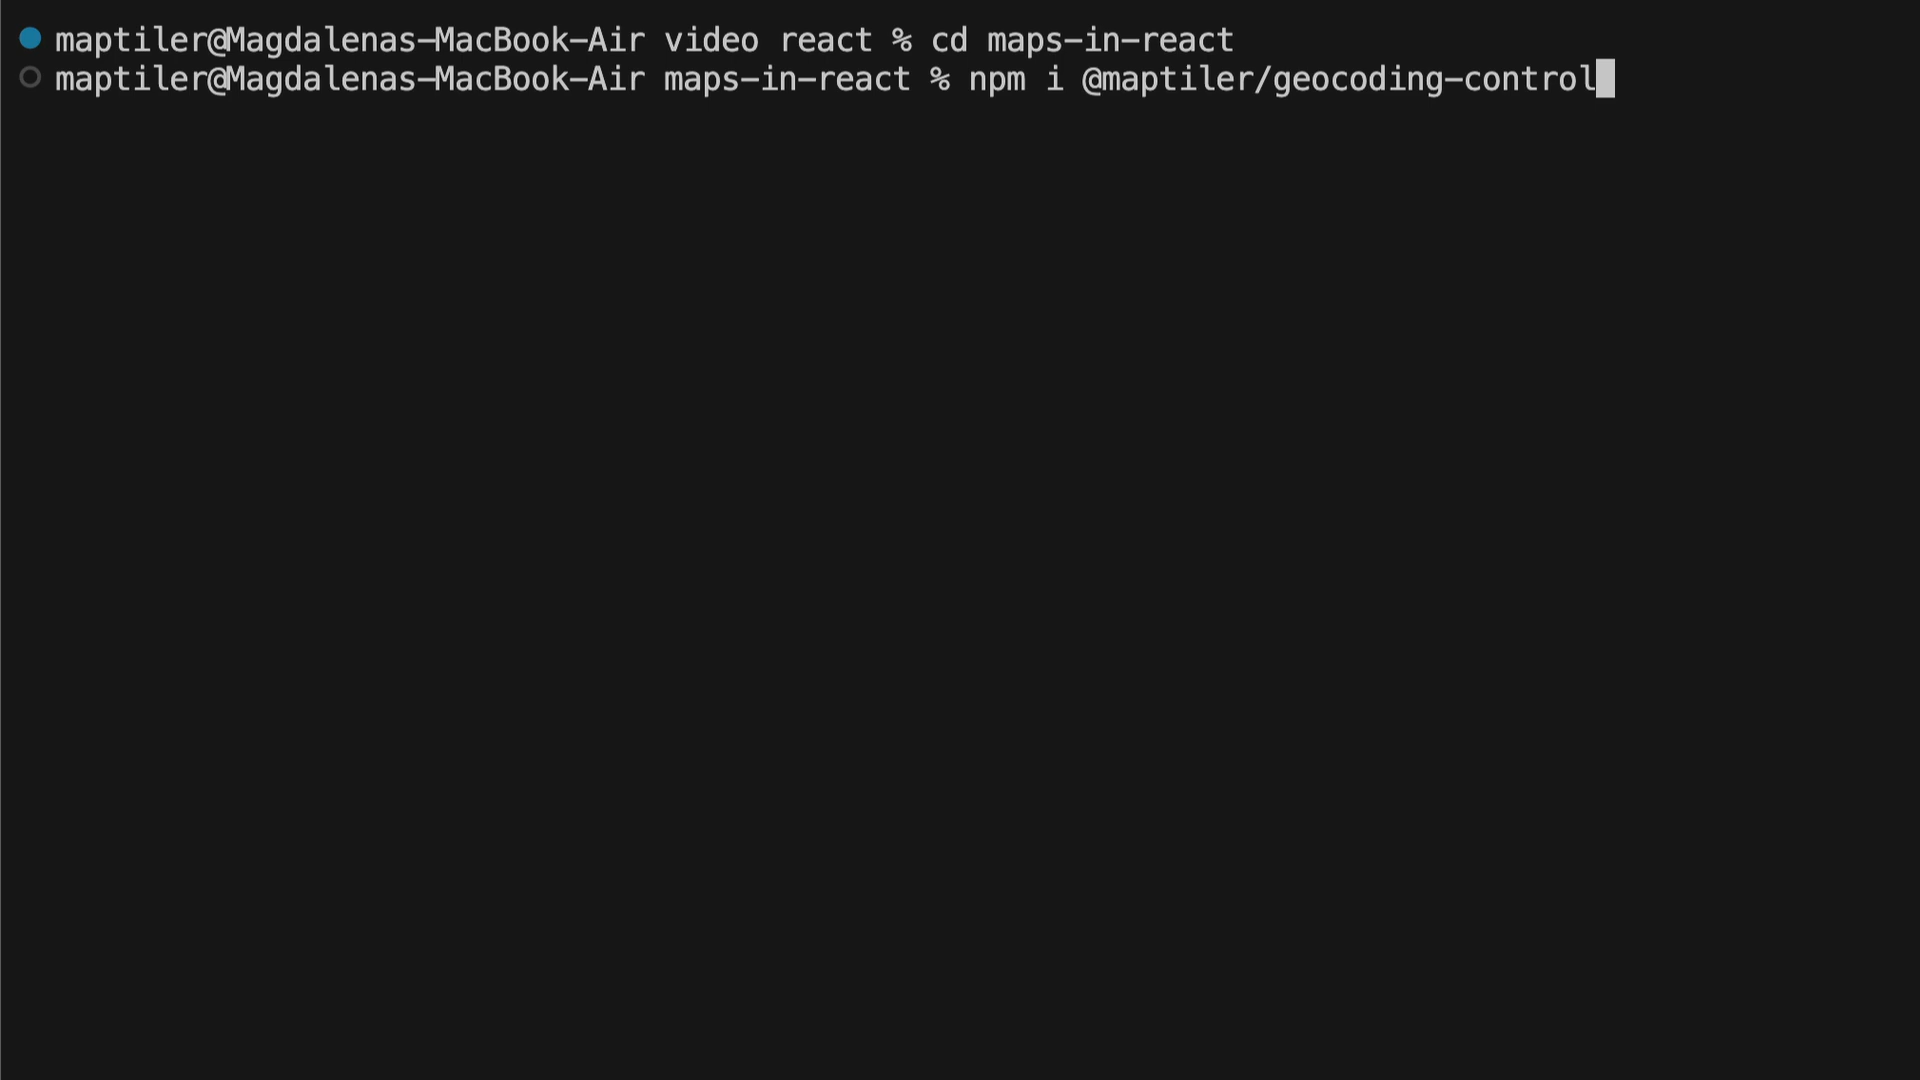 maptiler@Magdalenas-MacBook-Air video react % cd maps-in-react
maptiler@Magdalenas-MacBook-Air maps-in-react % npm i @maptiler/geocoding-control